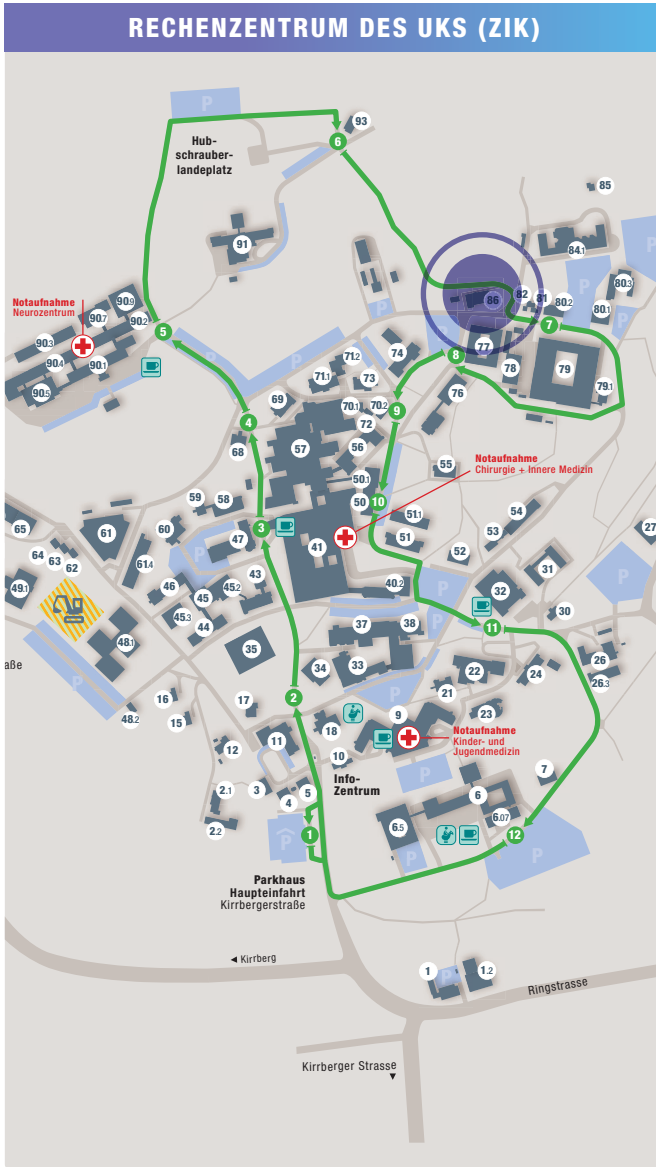 RECHENZENTRUM DES UKS (ZIK)
P
93
6
Hub-
schrauber-
landeplatz
85
91
84.1
P
80.3
Notaufnahme
Neurozentrum
90.9
90.7
90.2
90.3
90.4
90.1
90.5
5
P
86
82
81
80.2
80.1
P
P
P
7
P
8
77
78
79
79.1
74
71.2
71.1
73
76
69
70.1
70.2
72
9
4
68
57
56
55
Notaufnahme
Chirurgie + Innere Medizin
50.1
50
10
P
59
58
54
51.1
53
51
52
65
61
60
3
47
41
27
64
63
62
61.4
P
43
40.2
P
31
32
P
49.1
46
45
45.2
45.3
44
30
P
P
11
48.1
37
38
35
33
34
22
24
26
26.3
aße
P
16
15
48.2
17
2
P
21
23
18
9
Notaufnahme
Kinder- und
Jugendmedizin
12
11
10
Info-
Zentrum
P
7
2.1
3
4
5
6
6.07
2.2
P
1
6.5
12
P
P
Parkhaus
Haupteinfahrt
Kirrbergerstraße
Kirrberg
1
P
1.2
Ringstrasse
Kirrberger Strasse